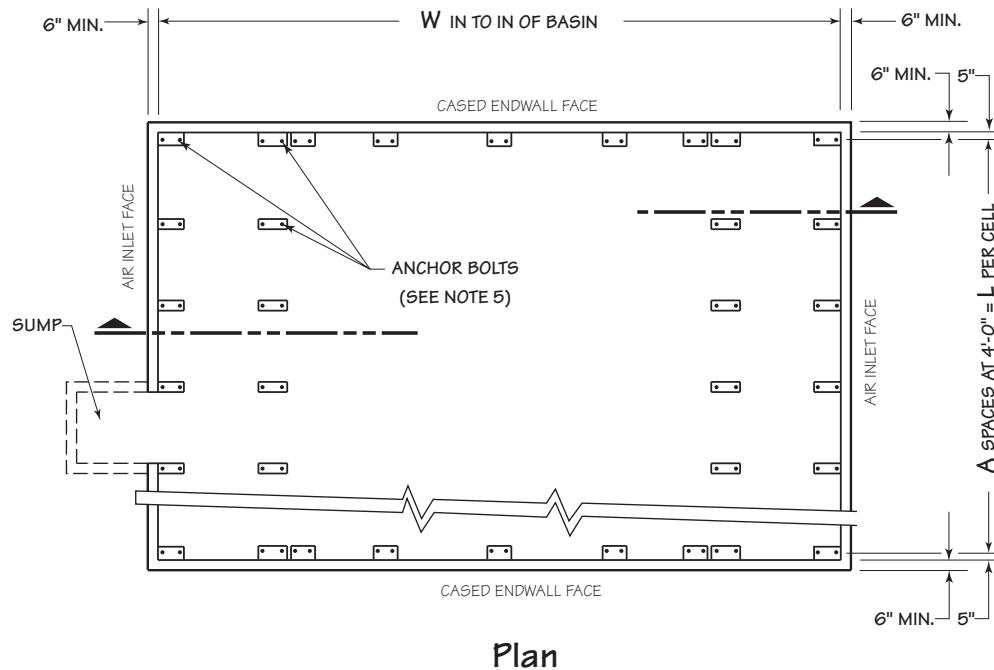 6" MIN.
W IN TO IN OF BASIN
6" MIN.
6" MIN.
5"
CASED ENDWALL FACE
AIR INLET FACE
ANCHOR BOLTS
(SEE NOTE 5)
SUMP
AIR INLET FACE
A SPACES AT 4'-0" = L PER CELL
CASED ENDWALL FACE
6" MIN.
5"
Plan